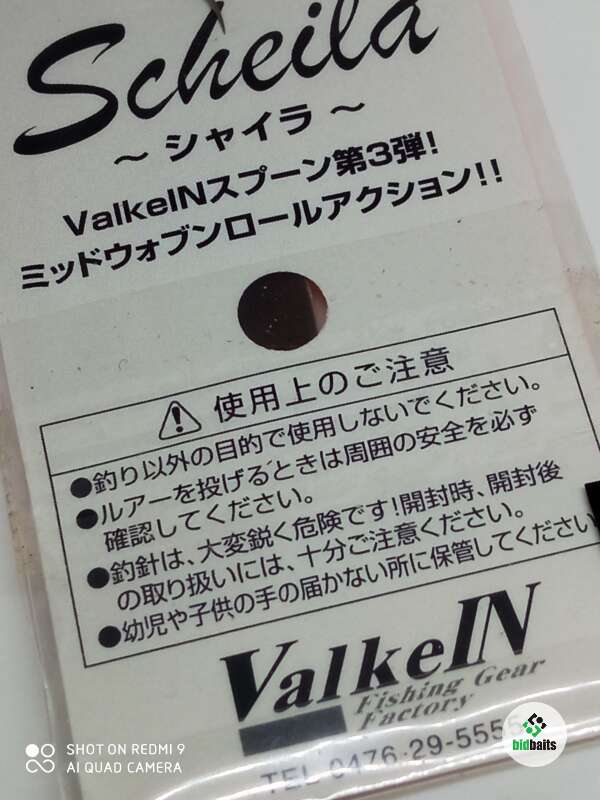 Scheila
～ シャイラ ～
ValkeINスプーン第3弾!
ミッドウォブンロールアクション!!
使用上のご注意
●釣り以外の目的で使用しないでください。
●ルアーを投げるときは周囲の安全を必ず
確認してください。
●釣針は、大変鋭く危険です!開封時、開封後
の取り扱いには、十分ご注意ください。
●幼児や子供の手の届かない所に保管してください
ValkeIN
Fishing Gear
Factory
TEL 0476-29-5555
bidbaits
SHOT ON REDMI 9
AI QUAD CAMERA